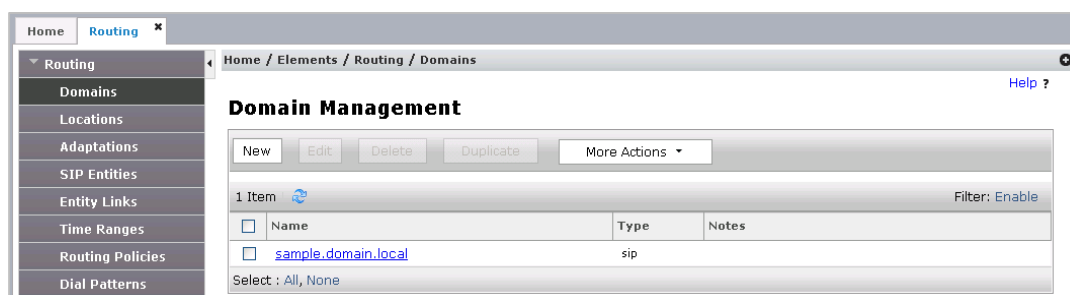 Home Routing ×
Routing
Home / Elements / Routing / Domains
Help ?
Domains
Locations
Adaptations
SIP Entities
Entity Links
Time Ranges
Routing Policies
Dial Patterns
Domain Management
New Edit Delete Duplicate More Actions
1 Item Filter: Enable
Name Type Notes
sample.domain.local sip
Select : All, None